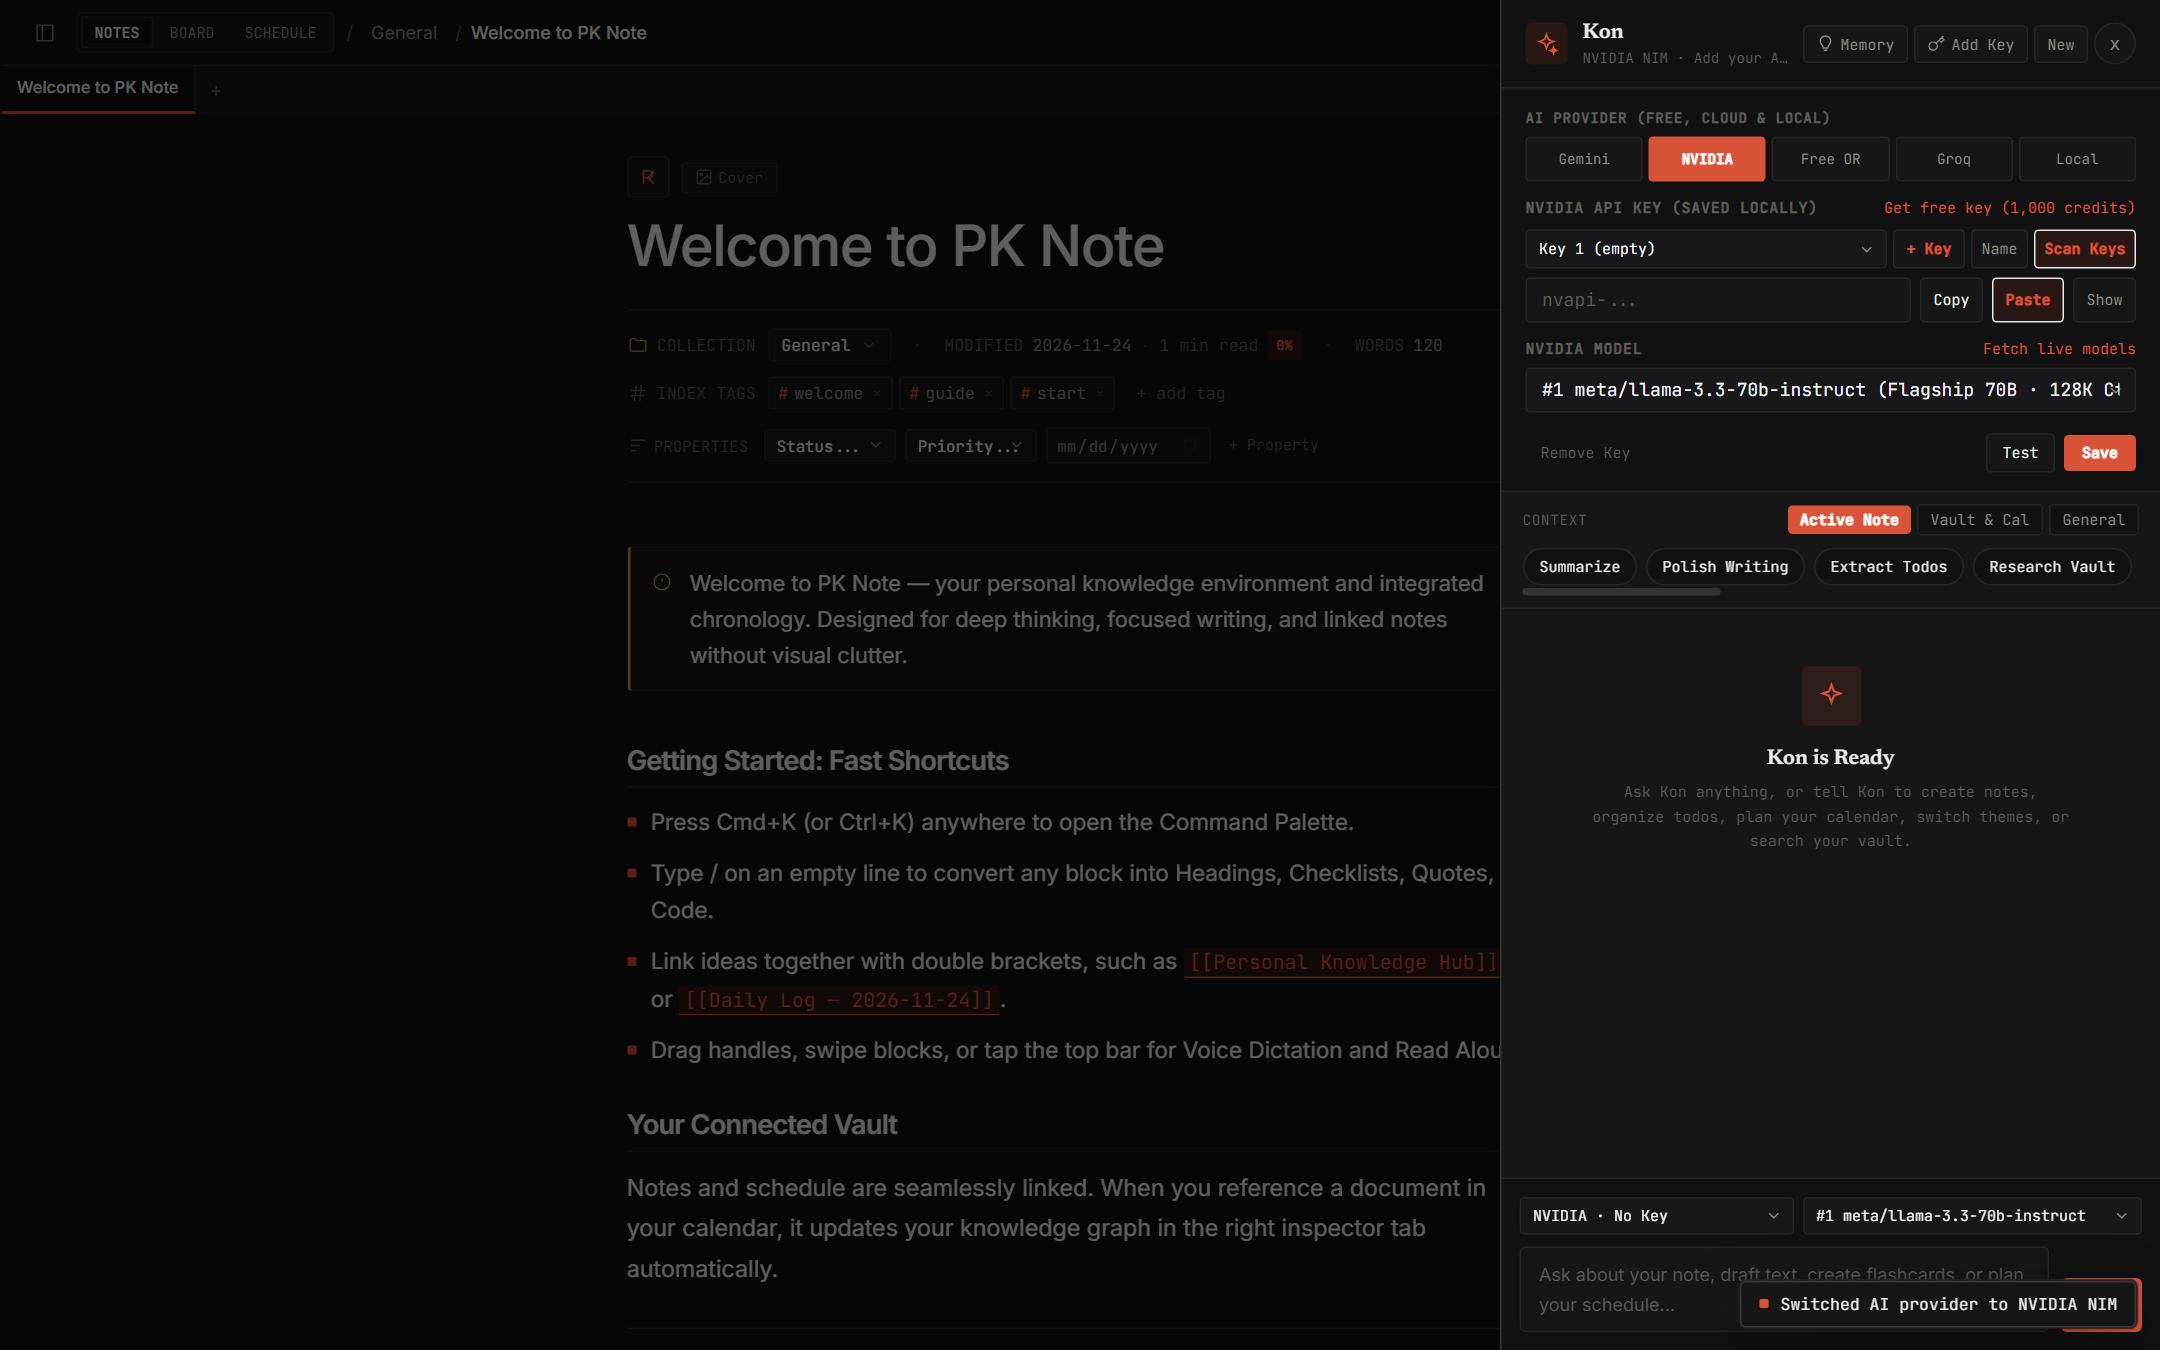 NOTES BOARD SCHEDULE / General / Welcome to PK Note
Welcome to PK Note +
Cover
Welcome to PK Note
COLLECTION General · MODIFIED 2026-11-24 · 1 min read 0% · WORDS 120
# INDEX TAGS # welcome × # guide × # start × + add tag
PROPERTIES Status... Priority... mm/dd/yyyy + Property
Welcome to PK Note — your personal knowledge environment and integrated
chronology. Designed for deep thinking, focused writing, and linked notes
without visual clutter.
Getting Started: Fast Shortcuts
Press Cmd+K (or Ctrl+K) anywhere to open the Command Palette.
Type / on an empty line to convert any block into Headings, Checklists, Quotes,
Code.
Link ideas together with double brackets, such as [[Personal Knowledge Hub]]
or [[Daily Log — 2026-11-24]].
Drag handles, swipe blocks, or tap the top bar for Voice Dictation and Read Alou
Your Connected Vault
Notes and schedule are seamlessly linked. When you reference a document in
your calendar, it updates your knowledge graph in the right inspector tab
automatically.
Kon
NVIDIA NIM · Add your A…
Memory Add Key New X
AI PROVIDER (FREE, CLOUD & LOCAL)
Gemini NVIDIA Free OR Groq Local
NVIDIA API KEY (SAVED LOCALLY) Get free key (1,000 credits)
Key 1 (empty) + Key Name Scan Keys
nvapi-... Copy Paste Show
NVIDIA MODEL Fetch live models
#1 meta/llama-3.3-70b-instruct (Flagship 70B · 128K
Remove Key Test Save
CONTEXT Active Note Vault & Cal General
Summarize Polish Writing Extract Todos Research Vault
Kon is Ready
Ask Kon anything, or tell Kon to create notes,
organize todos, plan your calendar, switch themes, or
search your vault.
NVIDIA · No Key #1 meta/llama-3.3-70b-instruct
Ask about your note, draft text, create flashcards, or plan
your schedule...
Switched AI provider to NVIDIA NIM